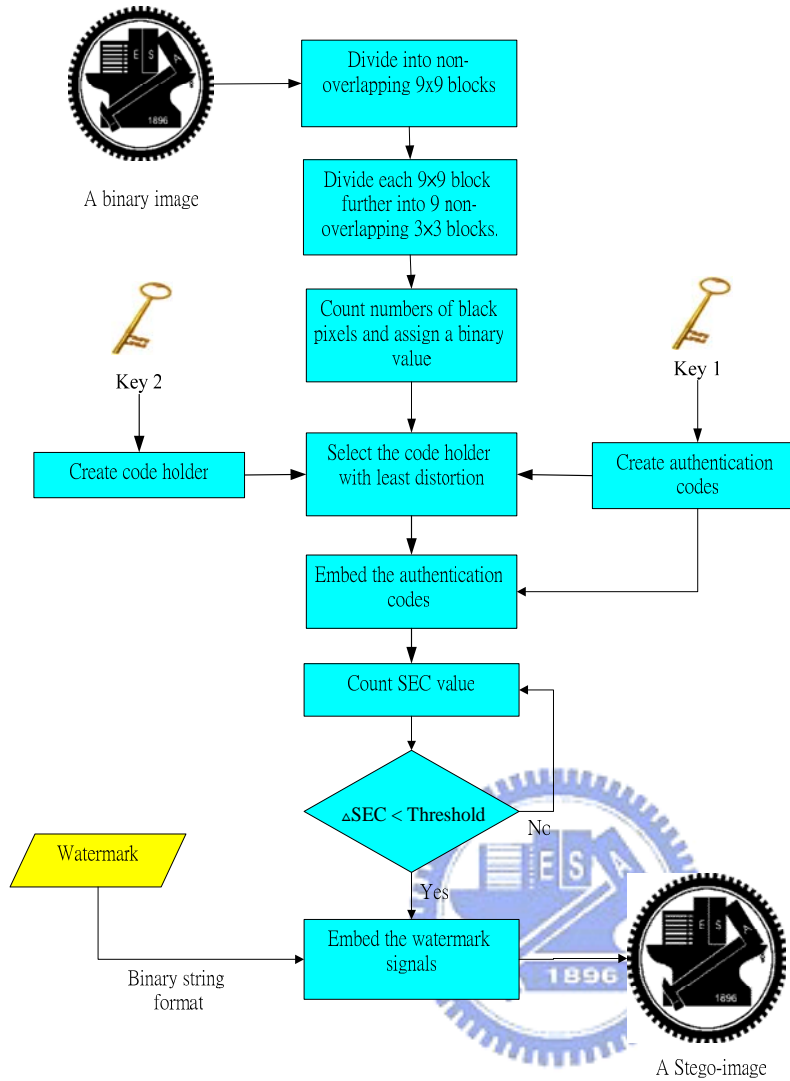 E S A
1896
A binary image
Divide into non-
overlapping 9x9 blocks
Divide each 9×9 block
further into 9 non-
overlapping 3×3 blocks.
Count numbers of black
pixels and assign a binary
value
Key 2
Key 1
Create code holder
Select the code holder
with least distortion
Create authentication
codes
Embed the authentication
codes
Count SEC value
△SEC < Threshold
No
Yes
Watermark
Binary string
format
Embed the watermark
signals
E S A
1896
E S A
1896
A Stego-image